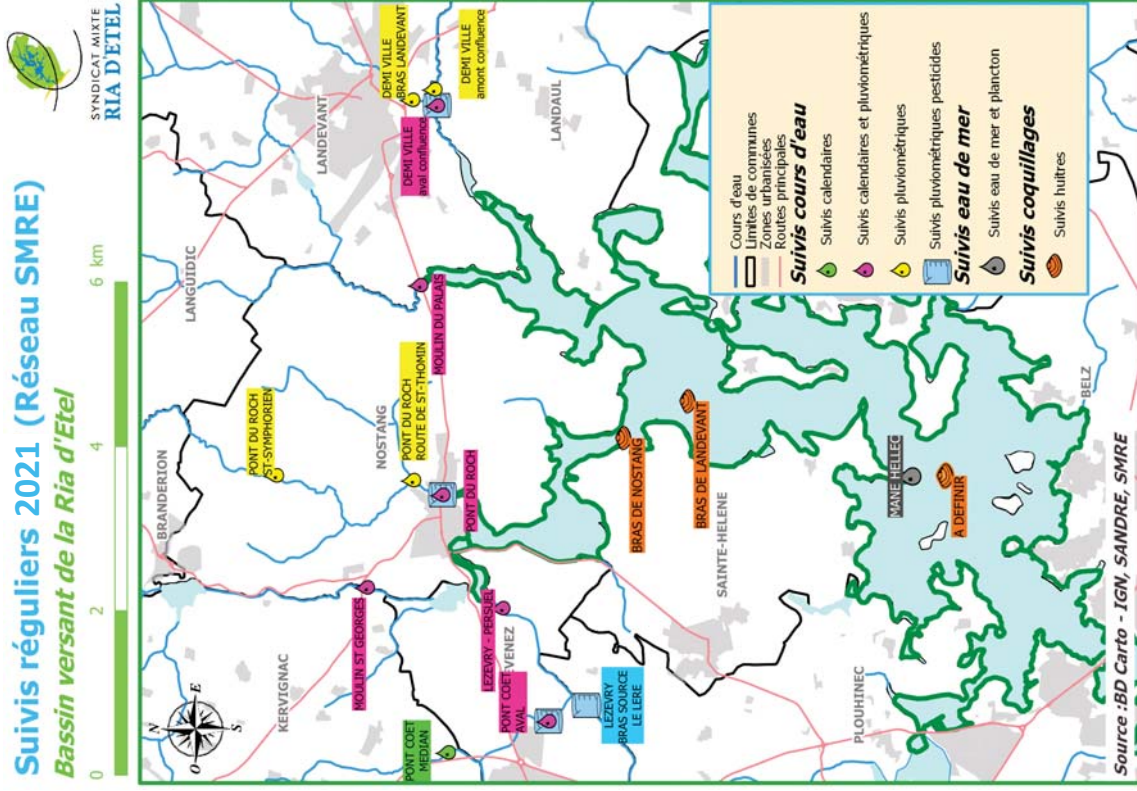 Suivis réguliers 2021 (Réseau SMRE)
Bassin versant de la Ria d'Etel
SYNDICAT MIXTE
RIA D'ETEL
0
2
4
6 km
N
O
E
S
BRANDERION
LANGUIDIC
LANDEVANT
KERVIGNAC
NOSTANG
LANDAUL
SAINTE-HELENE
PLOUHINEC
BELZ
PONT COET
MEDIAN
MOULIN ST GEORGES
LEZEVRY - PERSUEL
PONT COET
AVAL
EVENEZ
LEZEVRY
BRAS SOURCE
LE LERE
PONT DU ROCH
ST-SYMPHORIEN
PONT DU ROCH
ROUTE DE ST-THOMIN
PONT DU ROCH
MOULIN DU PALAIS
DEMI VILLE
BRAS LANDEVANT
DEMI VILLE
aval confluence
DEMI VILLE
amont confluence
BRAS DE NOSTANG
BRAS DE LANDEVANT
MANE HELLEC
A DEFINIR
Cours d'eau
Limites de communes
Zones urbanisées
Routes principales
Suivis cours d'eau
Suivis calendaires
Suivis calendaires et pluviométriques
Suivis pluviométriques
Suivis pluviométriques pesticides
Suivis eau de mer
Suivis eau de mer et plancton
Suivis coquillages
Suivis huîtres
Source :BD Carto - IGN, SANDRE, SMRE